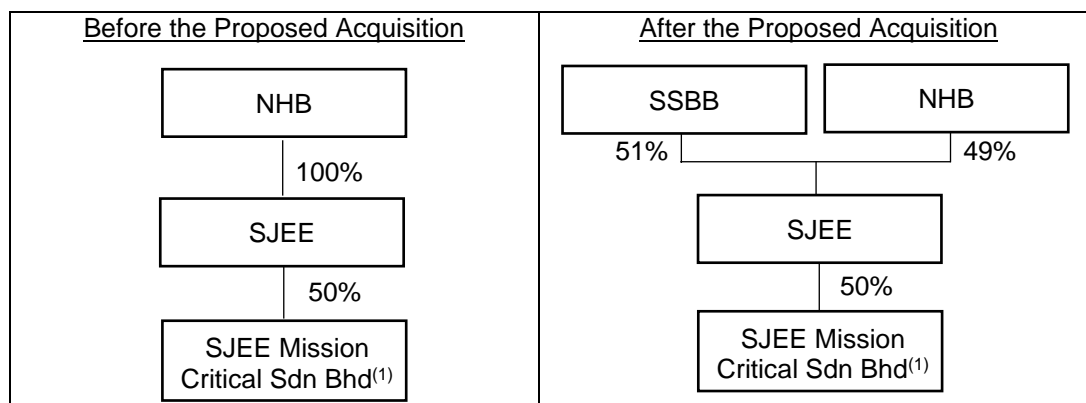 Before the Proposed Acquisition
NHB
100%
SJEE
50%
SJEE Mission
Critical Sdn Bhd(1)
After the Proposed Acquisition
SSBB
NHB
51%
49%
SJEE
50%
SJEE Mission
Critical Sdn Bhd(1)